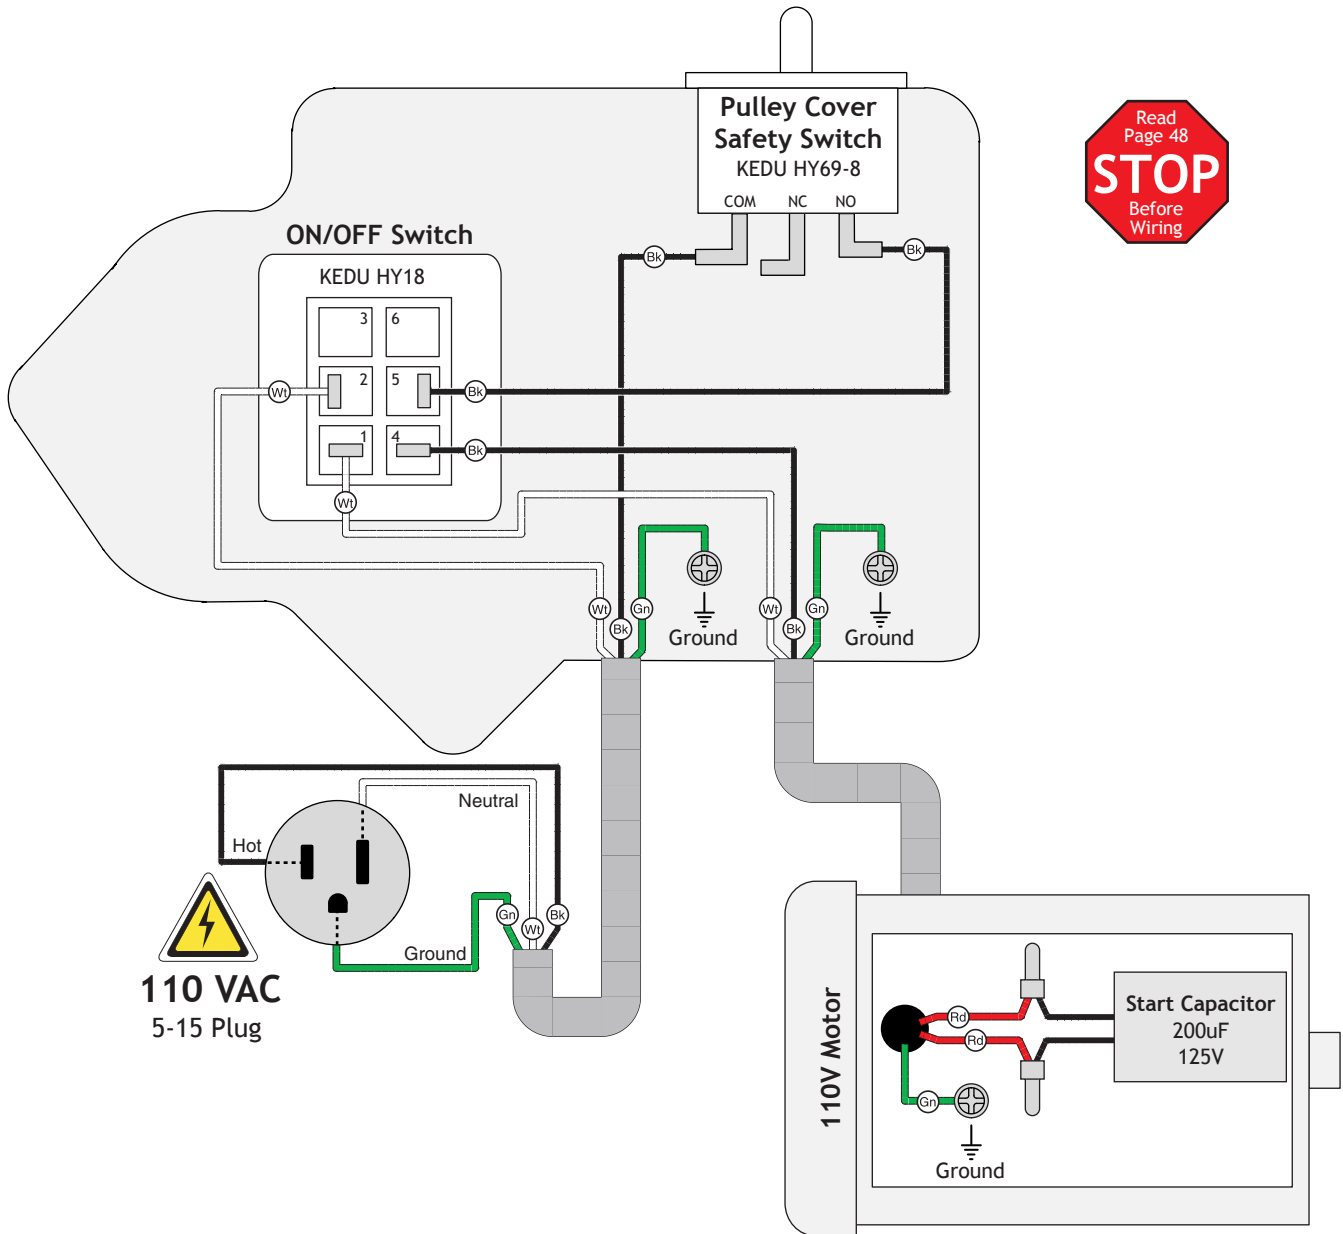 Pulley Cover
Safety Switch
KEDU HY69-8
COM NC NO
Read
Page 48
STOP
Before
Wiring
ON/OFF Switch
KEDU HY18
3 6
2 5
1 4
Bk
Bk
Wt
Bk
Bk
Wt
Wt
Bk
Gn
Ground
Wt
Bk
Gn
Ground
Neutral
Hot
Gn
Wt
Bk
Ground
110 VAC
5-15 Plug
110V Motor
Rd
Rd
Gn
Ground
Start Capacitor
200uF
125V